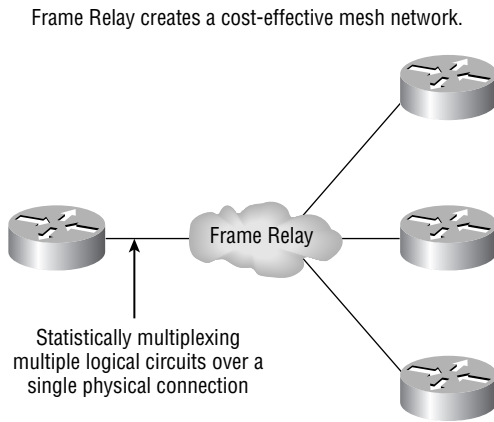 Frame Relay creates a cost-effective mesh network.
Frame Relay
Statistically multiplexing
multiple logical circuits over a
single physical connection